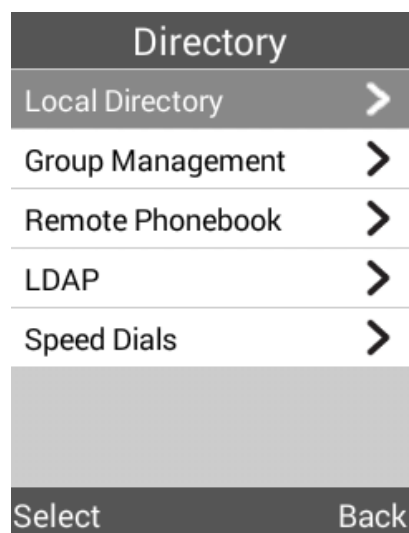 Directory
Local Directory
Group Management
Remote Phonebook
LDAP
Speed Dials
Select Back